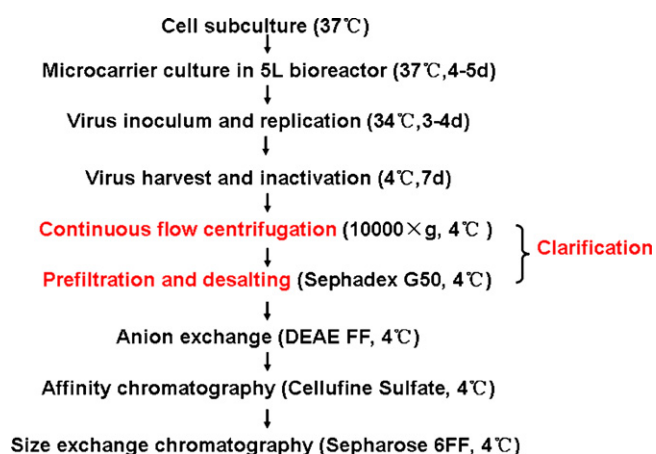 Cell subculture (37℃)
Microcarrier culture in 5L bioreactor (37℃,4-5d)
Virus inoculum and replication (34℃,3-4d)
Virus harvest and inactivation (4℃,7d)
Continuous flow centrifugation (10000×g, 4℃ )
Clarification
Prefiltration and desalting (Sephadex G50, 4℃)
Anion exchange (DEAE FF, 4℃)
Affinity chromatography (Cellufine Sulfate, 4℃)
Size exchange chromatography (Sepharose 6FF, 4℃)